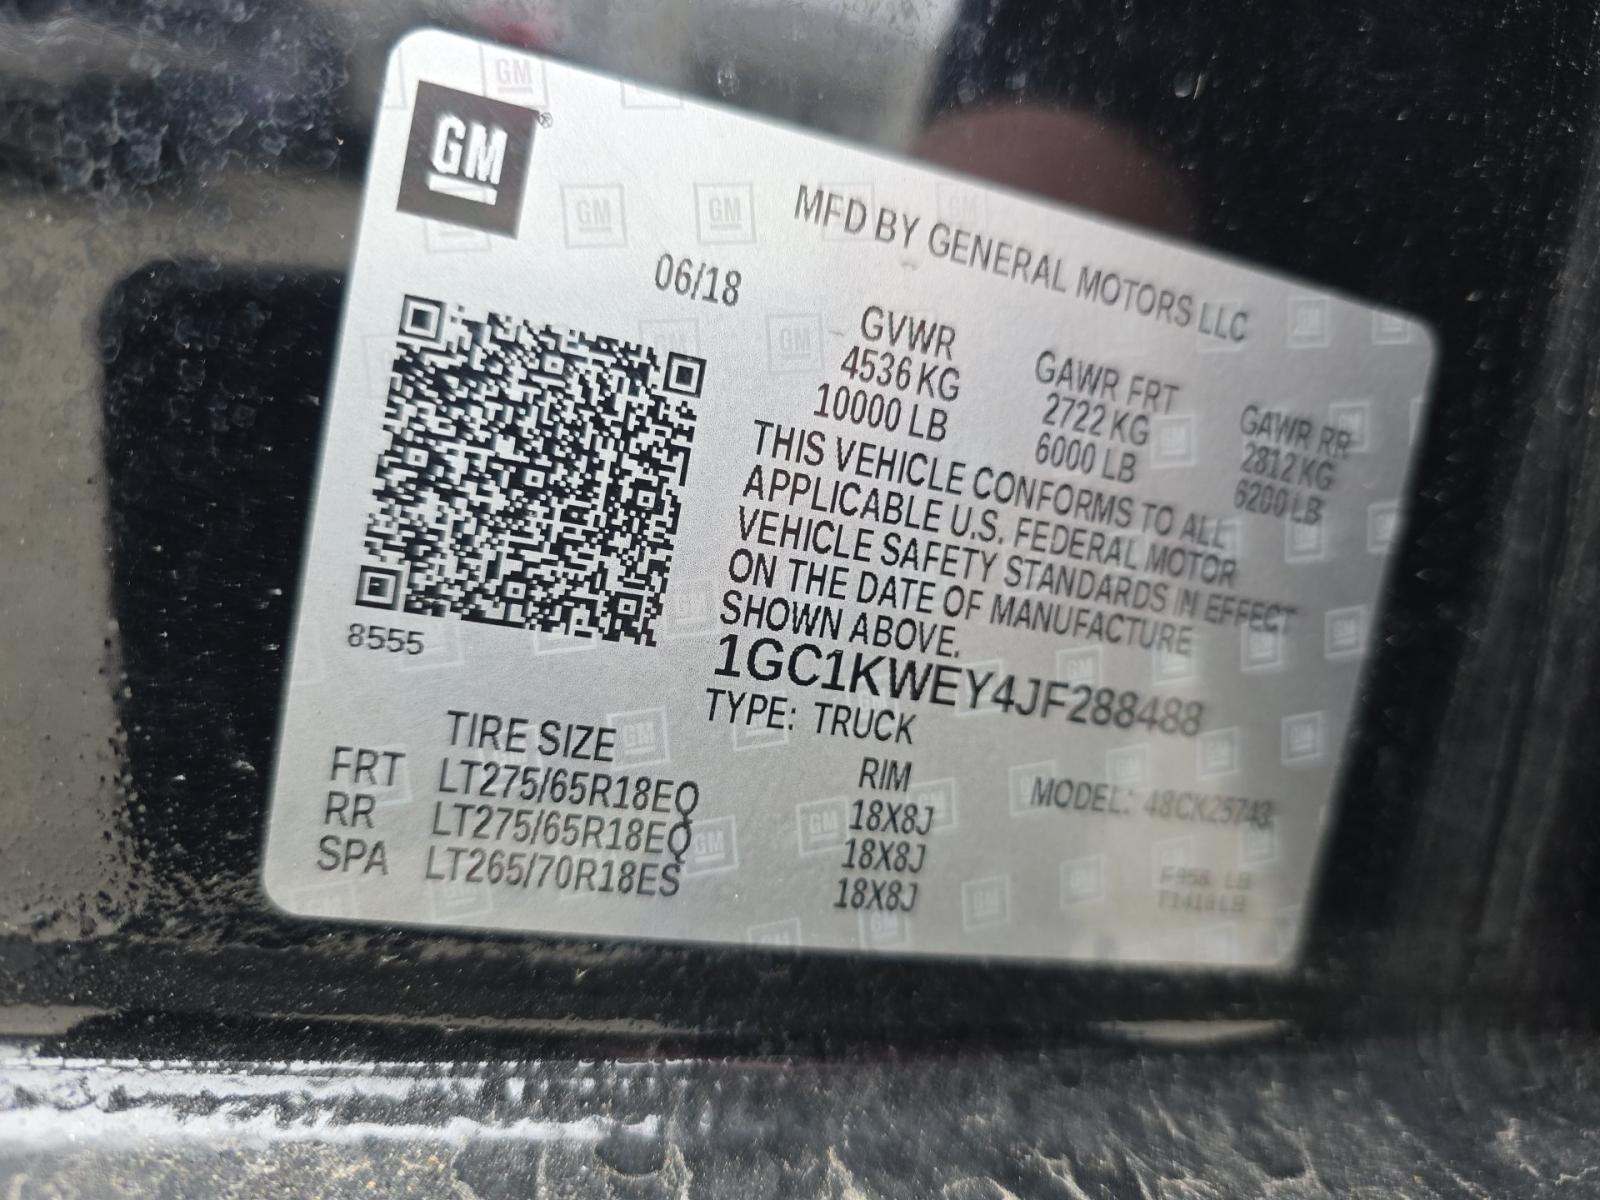 GM
MFD BY GENERAL MOTORS LLC
06/18
GVWR GAWR FRT GAWR RR
4536 KG 2722 KG 2812 KG
10000 LB 6000 LB 6200 LB
THIS VEHICLE CONFORMS TO ALL
APPLICABLE U.S. FEDERAL MOTOR
VEHICLE SAFETY STANDARDS IN EFFECT
ON THE DATE OF MANUFACTURE
SHOWN ABOVE.
8555
1GC1KWEY4JF288488
TYPE: TRUCK
TIRE SIZE RIM MODEL:
FRT LT275/65R18EQ 18X8J
RR LT275/65R18EQ 18X8J
SPA LT265/70R18ES 18X8J